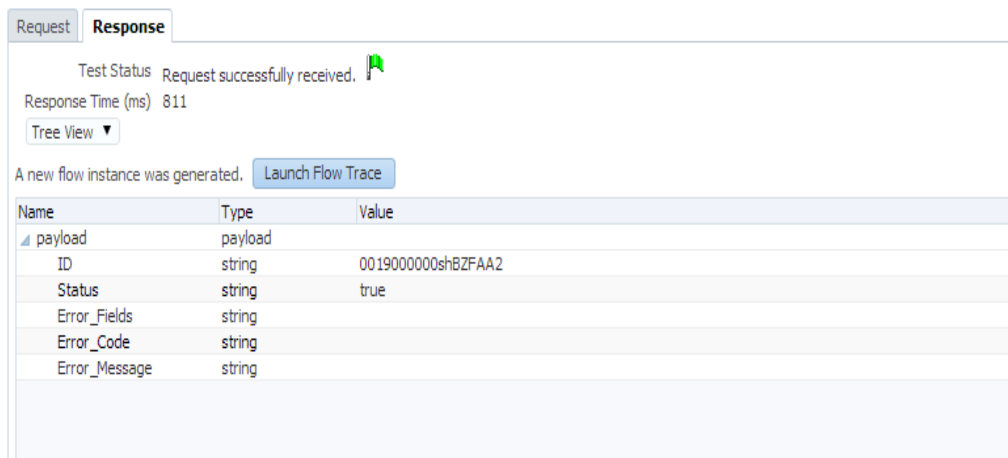 Request Response
Test Status Request successfully received.
Response Time (ms) 811
Tree View
A new flow instance was generated. Launch Flow Trace
Name Type Value
payload payload
ID string 0019000000shBZFAA2
Status string true
Error_Fields string
Error_Code string
Error_Message string